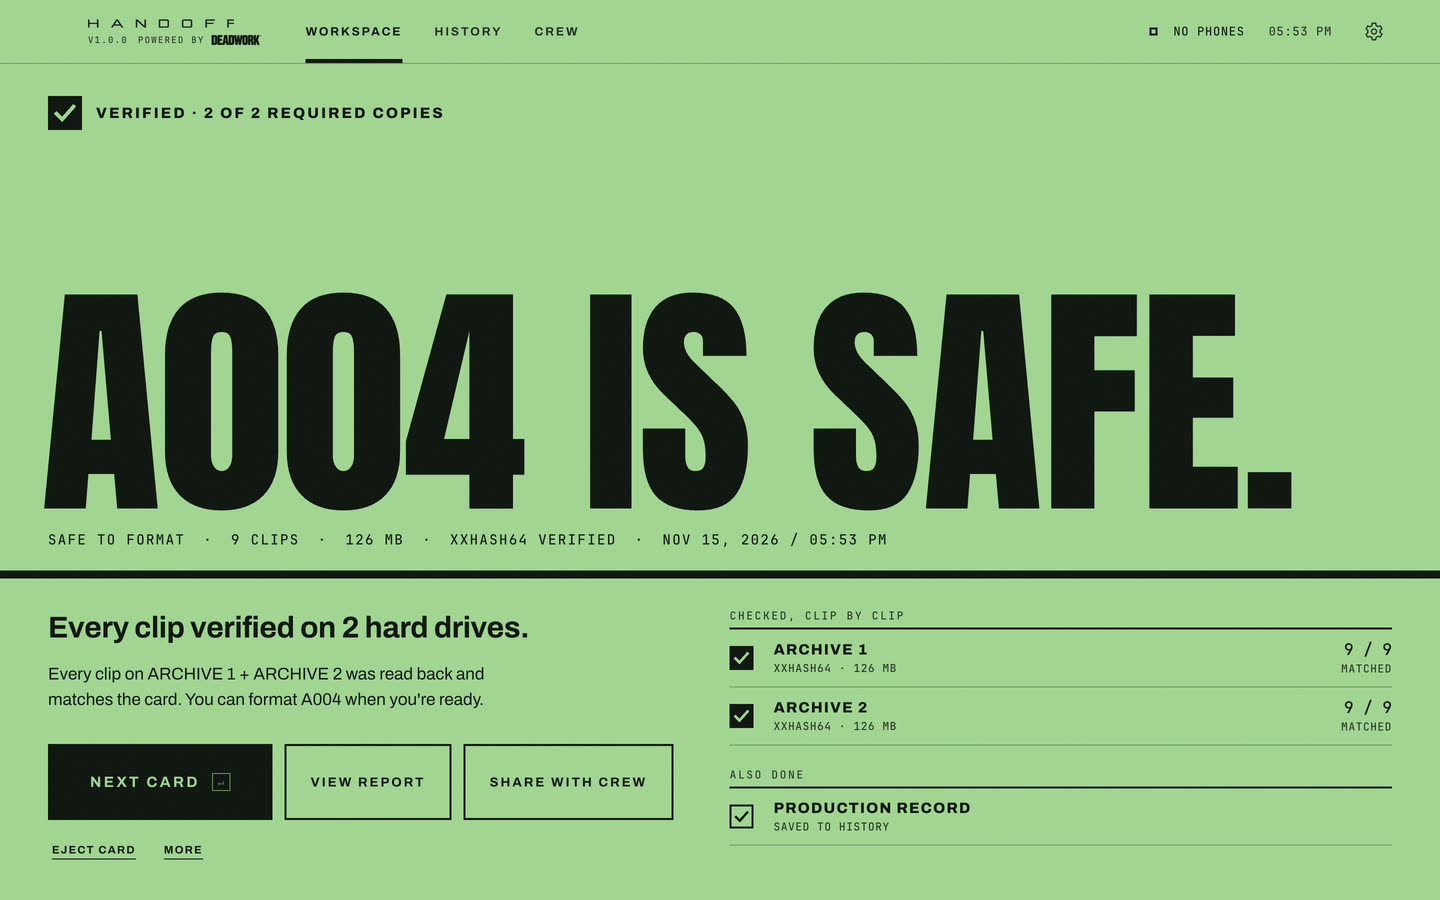 HANDOFF
V1.0.0 POWERED BY DEADWORK
WORKSPACE HISTORY CREW
NO PHONES 05:53 PM
VERIFIED · 2 OF 2 REQUIRED COPIES
A004 IS SAFE.
SAFE TO FORMAT · 9 CLIPS · 126 MB · XXHASH64 VERIFIED · NOV 15, 2026 / 05:53 PM
Every clip verified on 2 hard drives.
Every clip on ARCHIVE 1 + ARCHIVE 2 was read back and
matches the card. You can format A004 when you're ready.
NEXT CARD ↵ VIEW REPORT SHARE WITH CREW
EJECT CARD MORE
CHECKED, CLIP BY CLIP
ARCHIVE 1 9 / 9
XXHASH64 · 126 MB MATCHED
ARCHIVE 2 9 / 9
XXHASH64 · 126 MB MATCHED
ALSO DONE
PRODUCTION RECORD
SAVED TO HISTORY